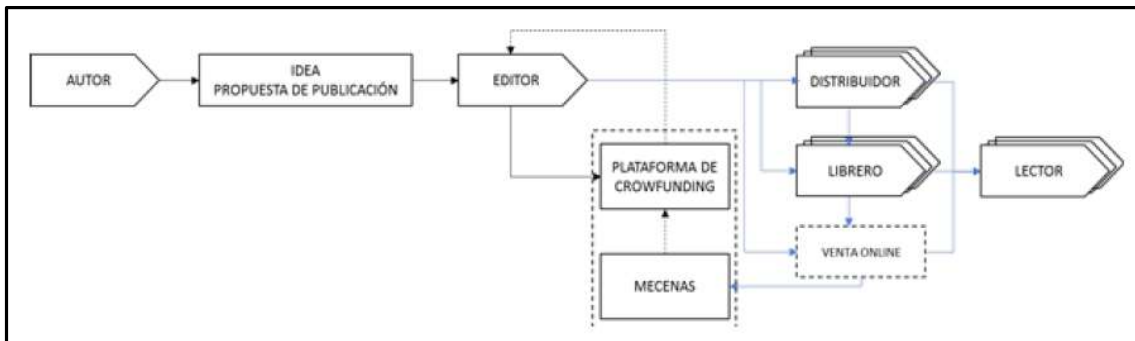 AUTOR
IDEA
PROPUESTA DE PUBLICACIÓN
EDITOR
DISTRIBUIDOR
PLATAFORMA DE
CROWFUNDING
LIBRERO
LECTOR
VENTA ONLINE
MECENAS